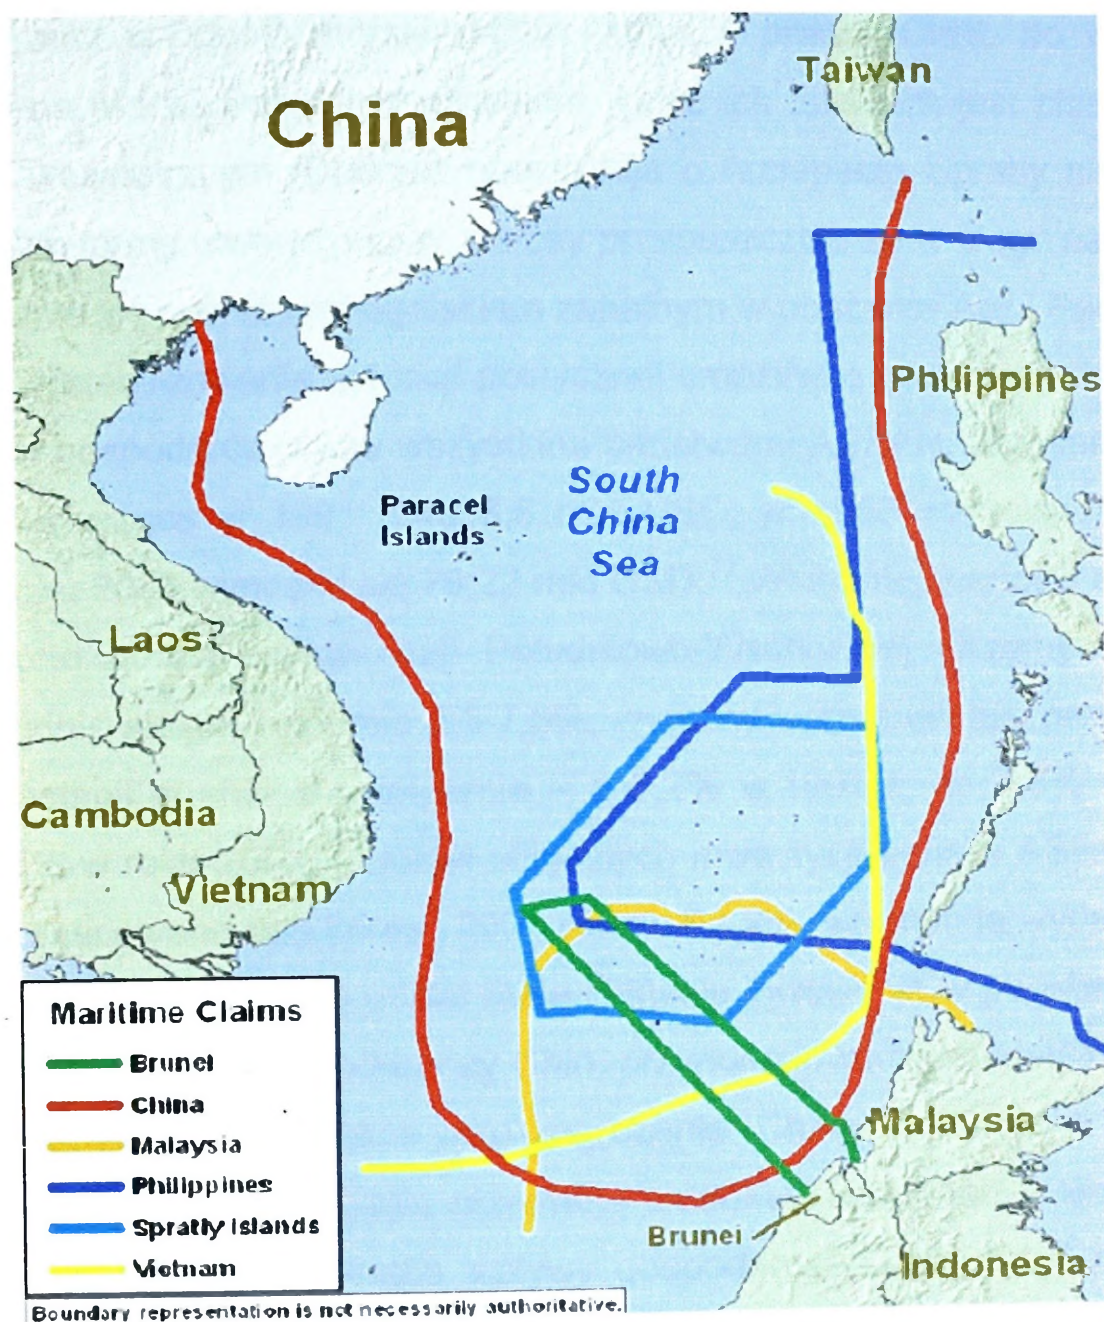 China
Taiwan
Philippines
South
China
Sea
Paracel
Islands
Laos
Cambodia
Vietnam
Maritime Claims
Brunei
China
Malaysia
Philippines
Spratly Islands
Vietnam
Malaysia
Brunei
Indonesia
Boundary representation is not necessarily authoritative.